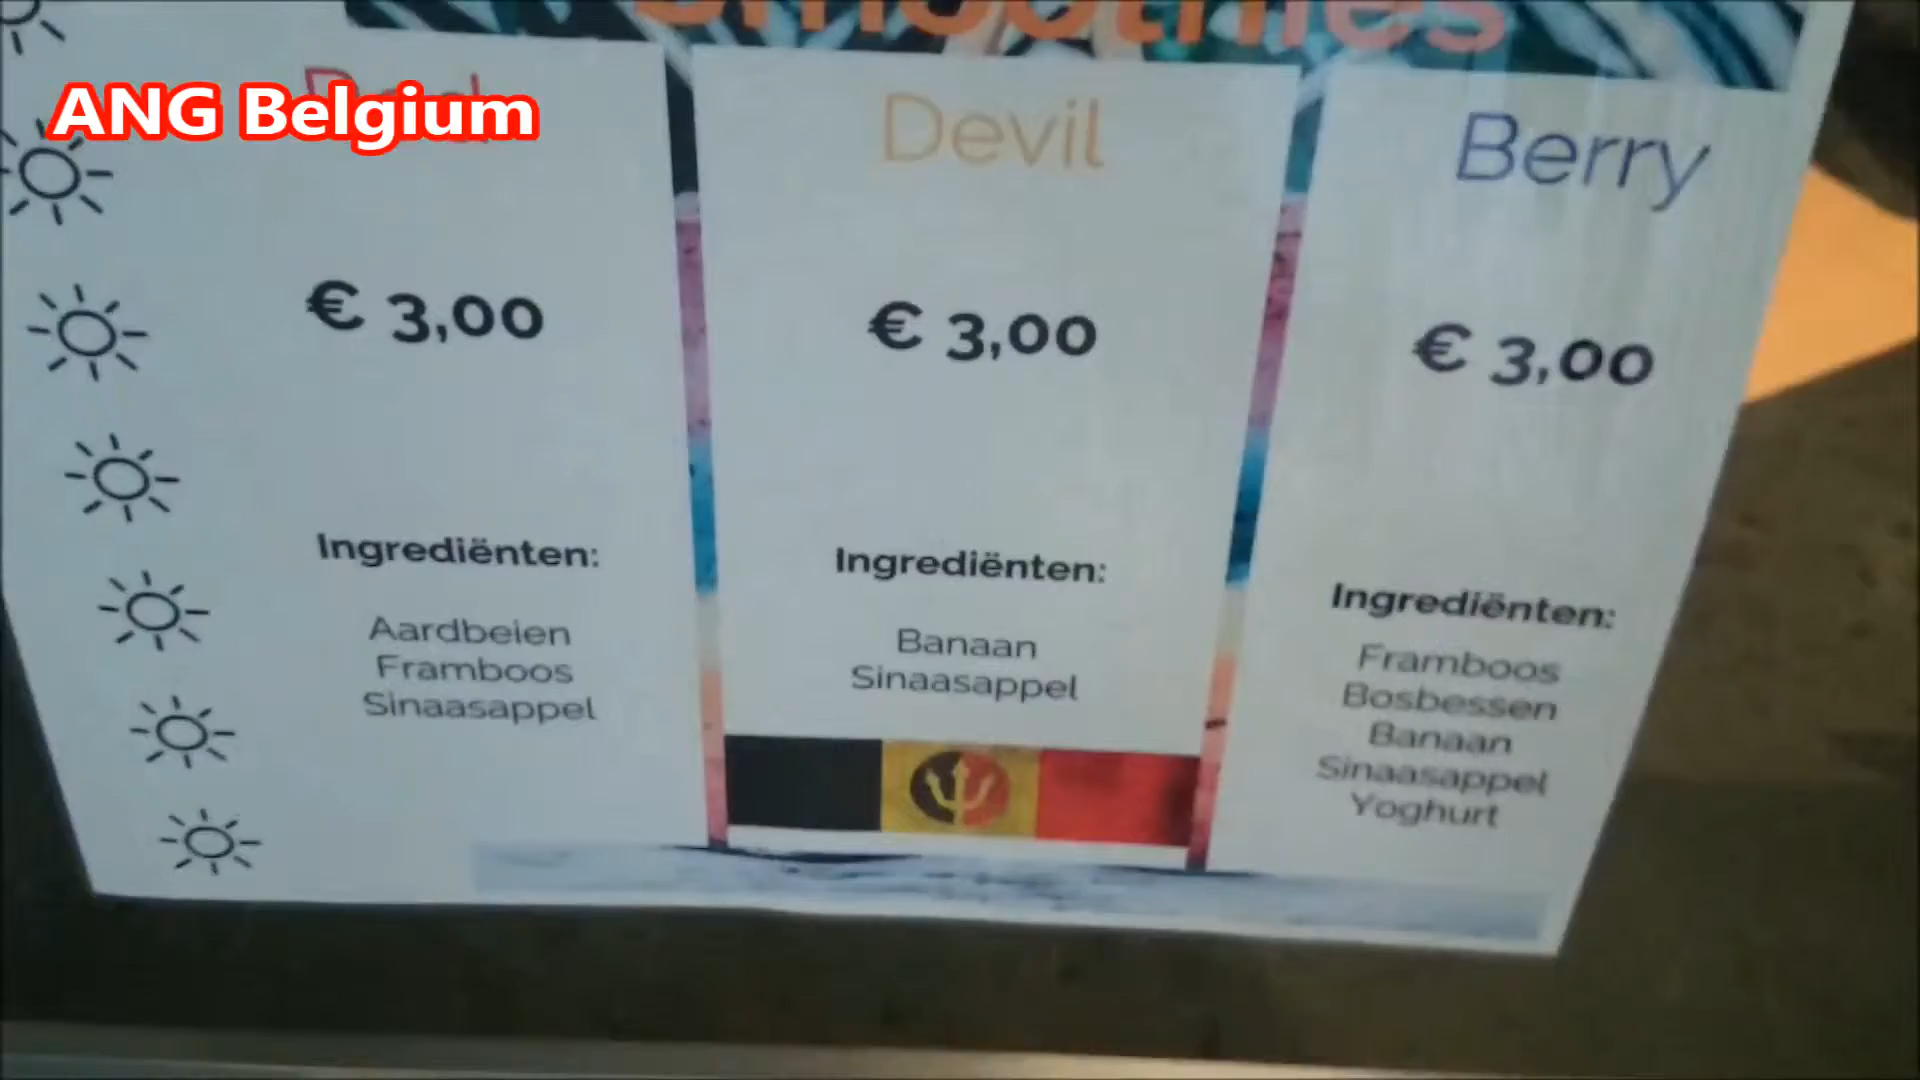 Smoothies
ANG Belgium
Devil
Berry
€ 3,00
€ 3,00
€ 3,00
Ingrediënten:
Aardbeien
Framboos
Sinaasappel
Ingrediënten:
Banaan
Sinaasappel
Ingrediënten:
Framboos
Bosbessen
Banaan
Sinaasappel
Yoghurt